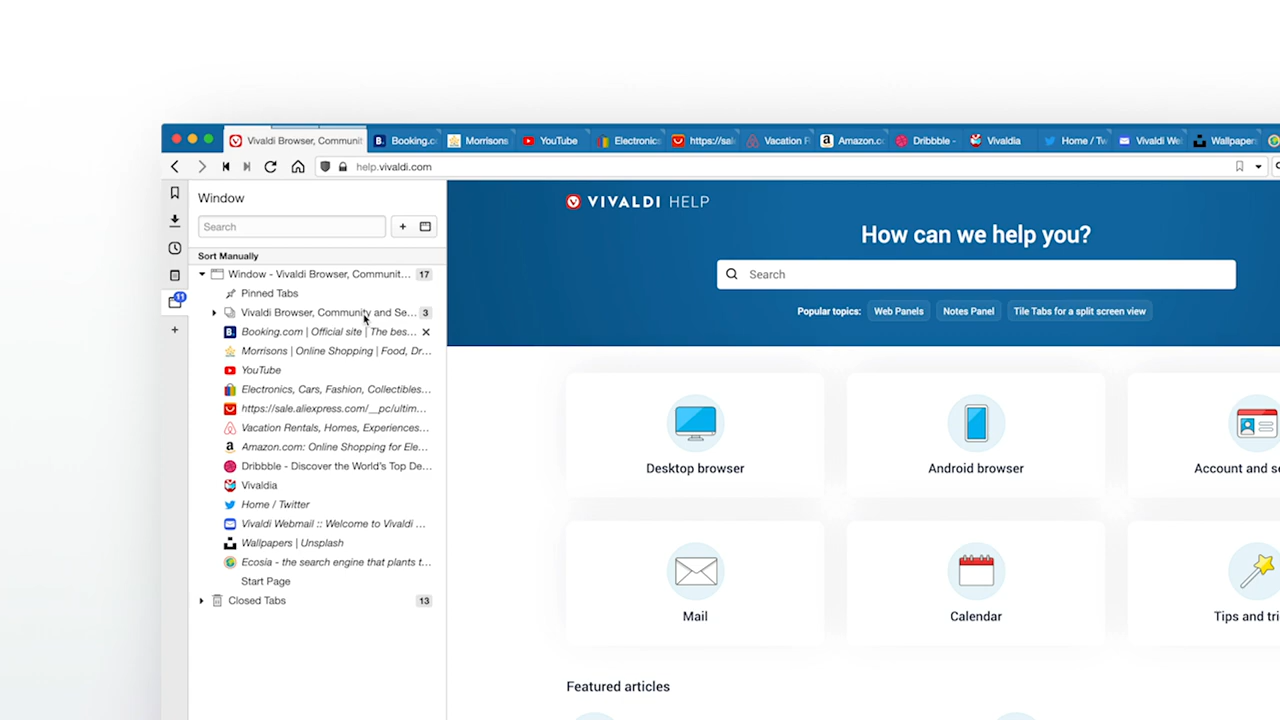 Vivaldi Browser, Communit
Booking.c
Morrisons
YouTube
Electronic
https://sal
Vacation R
Amazon.c
Dribbble -
Vivaldia
Home / Tw
Vivaldi We
Wallpaper
help.vivaldi.com
11
Window
Search
+
Sort Manually
Window - Vivaldi Browser, Communit... 17
Pinned Tabs
Vivaldi Browser, Community and Se... 3
Booking.com | Official site | The bes...
Morrisons | Online Shopping | Food, Dr...
YouTube
Electronics, Cars, Fashion, Collectibles...
https://sale.aliexpress.com/__pc/ultim...
Vacation Rentals, Homes, Experiences...
Amazon.com: Online Shopping for Ele...
Dribbble - Discover the World's Top De...
Vivaldia
Home / Twitter
Vivaldi Webmail :: Welcome to Vivaldi ...
Wallpapers | Unsplash
Ecosia - the search engine that plants t...
Start Page
Closed Tabs 13
VIVALDI HELP
How can we help you?
Search
Popular topics: Web Panels Notes Panel Tile Tabs for a split screen view
Desktop browser
Android browser
Account and se
Mail
Calendar
Tips and tri
Featured articles